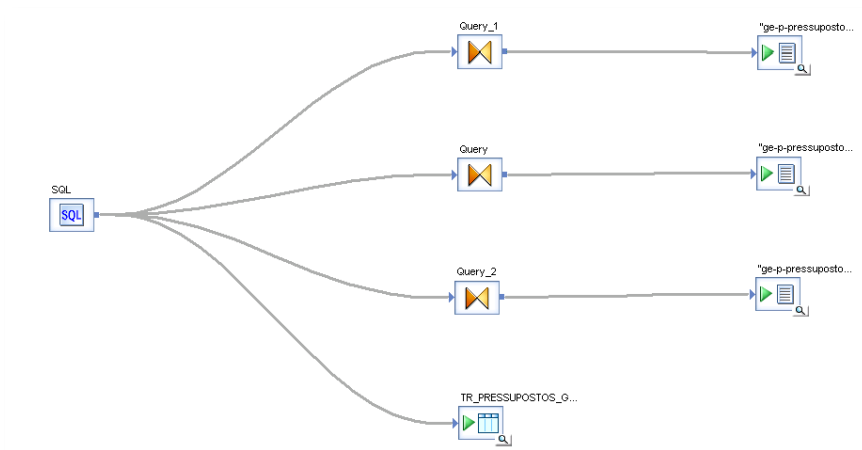 Query_1
"ge-p-pressuposto...
Query
"ge-p-pressuposto...
SQL
SQL
Query_2
"ge-p-pressuposto...
TR_PRESSUPOSTOS_G...